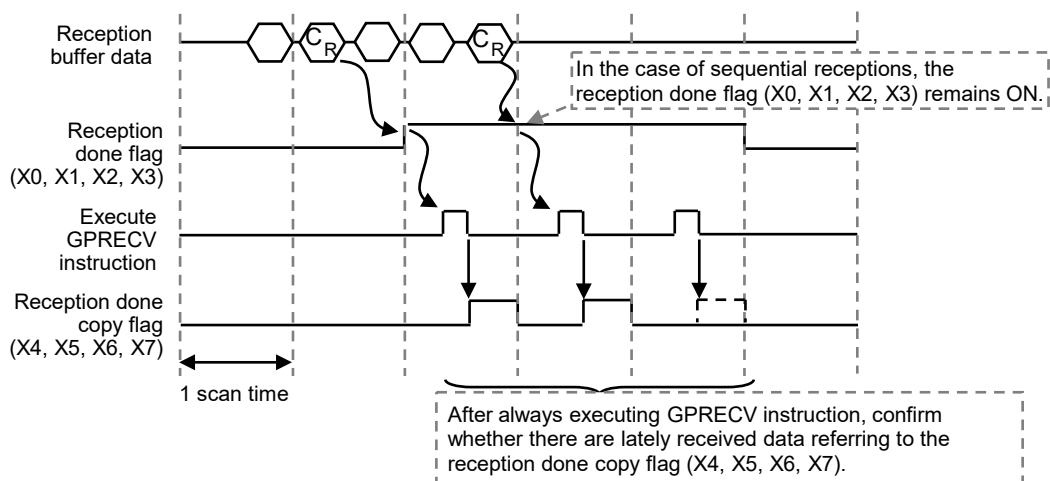 Reception
buffer data
C R
C R
In the case of sequential receptions, the
reception done flag (X0, X1, X2, X3) remains ON.
Reception
done flag
(X0, X1, X2, X3)
Execute
GPRECV
instruction
Reception done
copy flag
(X4, X5, X6, X7)
1 scan time
After always executing GPRECV instruction, confirm
whether there are lately received data referring to the
reception done copy flag (X4, X5, X6, X7).